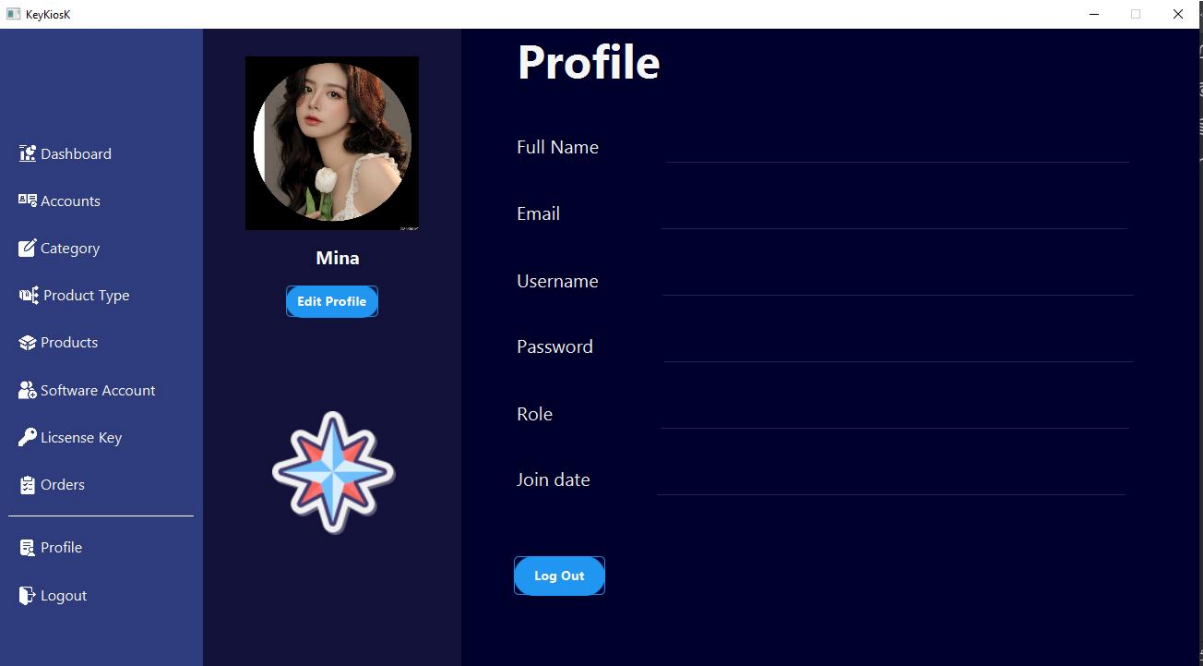 KeyKiosK
Dashboard
Accounts
Category
Product Type
Products
Software Account
Licsense Key
Orders
Profile
Logout
Mina
Edit Profile
Profile
Full Name
Email
Username
Password
Role
Join date
Log Out